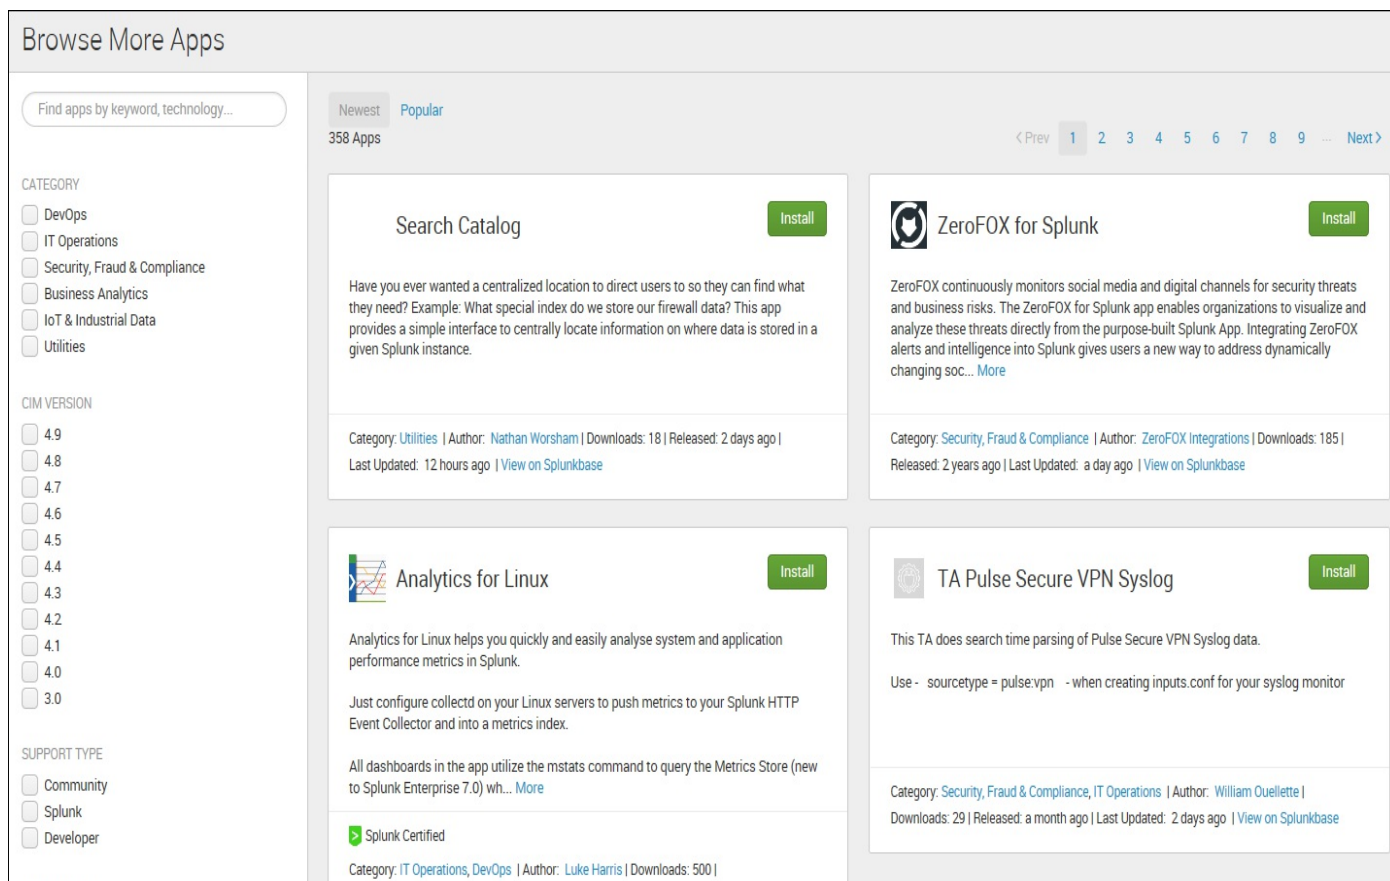 Browse More Apps
Find apps by keyword, technology...
CATEGORY
DevOps
IT Operations
Security, Fraud & Compliance
Business Analytics
IoT & Industrial Data
Utilities
CIM VERSION
4.9
4.8
4.7
4.6
4.5
4.4
4.3
4.2
4.1
4.0
3.0
SUPPORT TYPE
Community
Splunk
Developer
Newest Popular
358 Apps
< Prev 1 2 3 4 5 6 7 8 9 ... Next >
Search Catalog
Install
Have you ever wanted a centralized location to direct users to so they can find what
they need? Example: What special index do we store our firewall data? This app
provides a simple interface to centrally locate information on where data is stored in a
given Splunk instance.
Category: Utilities | Author: Nathan Worsham | Downloads: 18 | Released: 2 days ago |
Last Updated: 12 hours ago | View on Splunkbase
ZeroFOX for Splunk
Install
ZeroFOX continuously monitors social media and digital channels for security threats
and business risks. The ZeroFOX for Splunk app enables organizations to visualize and
analyze these threats directly from the purpose-built Splunk App. Integrating ZeroFOX
alerts and intelligence into Splunk gives users a new way to address dynamically
changing soc... More
Category: Security, Fraud & Compliance | Author: ZeroFOX Integrations | Downloads: 185 |
Released: 2 years ago | Last Updated: a day ago | View on Splunkbase
Analytics for Linux
Install
Analytics for Linux helps you quickly and easily analyse system and application
performance metrics in Splunk.
Just configure collectd on your Linux servers to push metrics to your Splunk HTTP
Event Collector and into a metrics index.
All dashboards in the app utilize the mstats command to query the Metrics Store (new
to Splunk Enterprise 7.0) wh... More
Splunk Certified
Category: IT Operations, DevOps | Author: Luke Harris | Downloads: 500 |
TA Pulse Secure VPN Syslog
Install
This TA does search time parsing of Pulse Secure VPN Syslog data.
Use - sourcetype = pulse:vpn - when creating inputs.conf for your syslog monitor
Category: Security, Fraud & Compliance, IT Operations | Author: William Ouellette |
Downloads: 29 | Released: a month ago | Last Updated: 2 days ago | View on Splunkbase